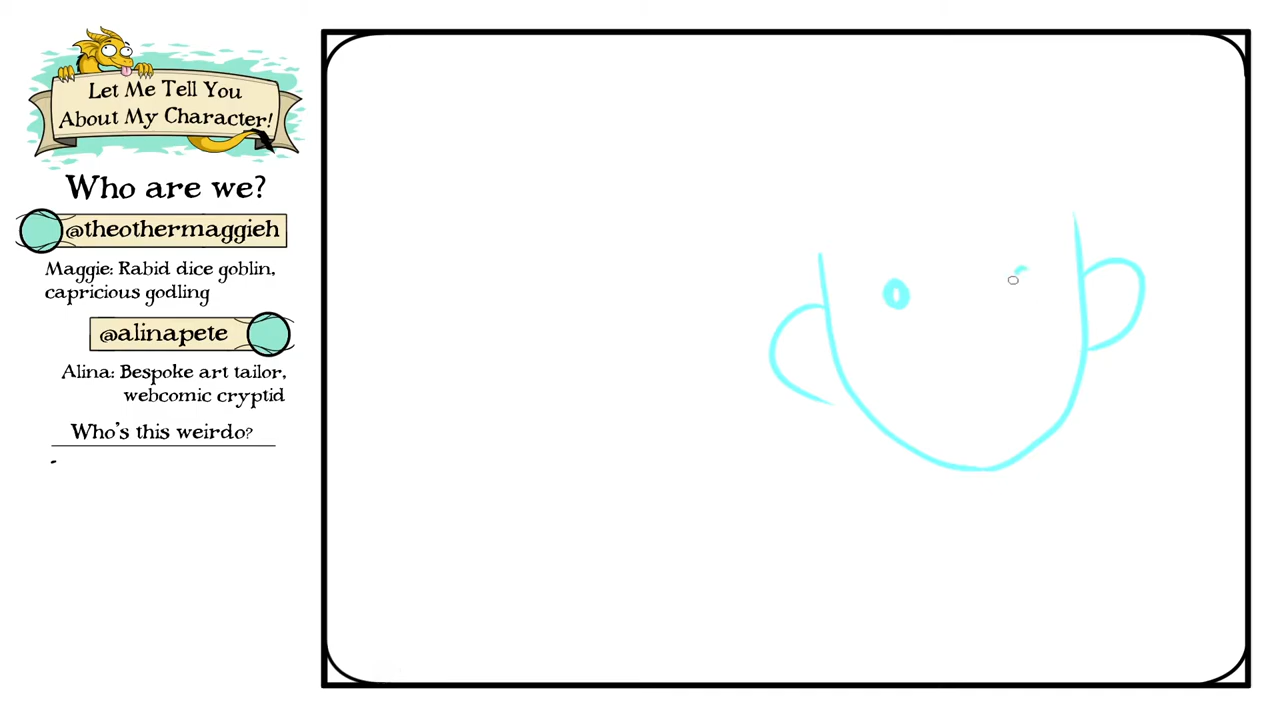 Let Me Tell You
About My Character!
Who are we?
@theothermaggieh
Maggie: Rabid dice goblin,
capricious godling
@alinapete
Alina: Bespoke art tailor,
webcomic cryptid
Who's this weirdo?